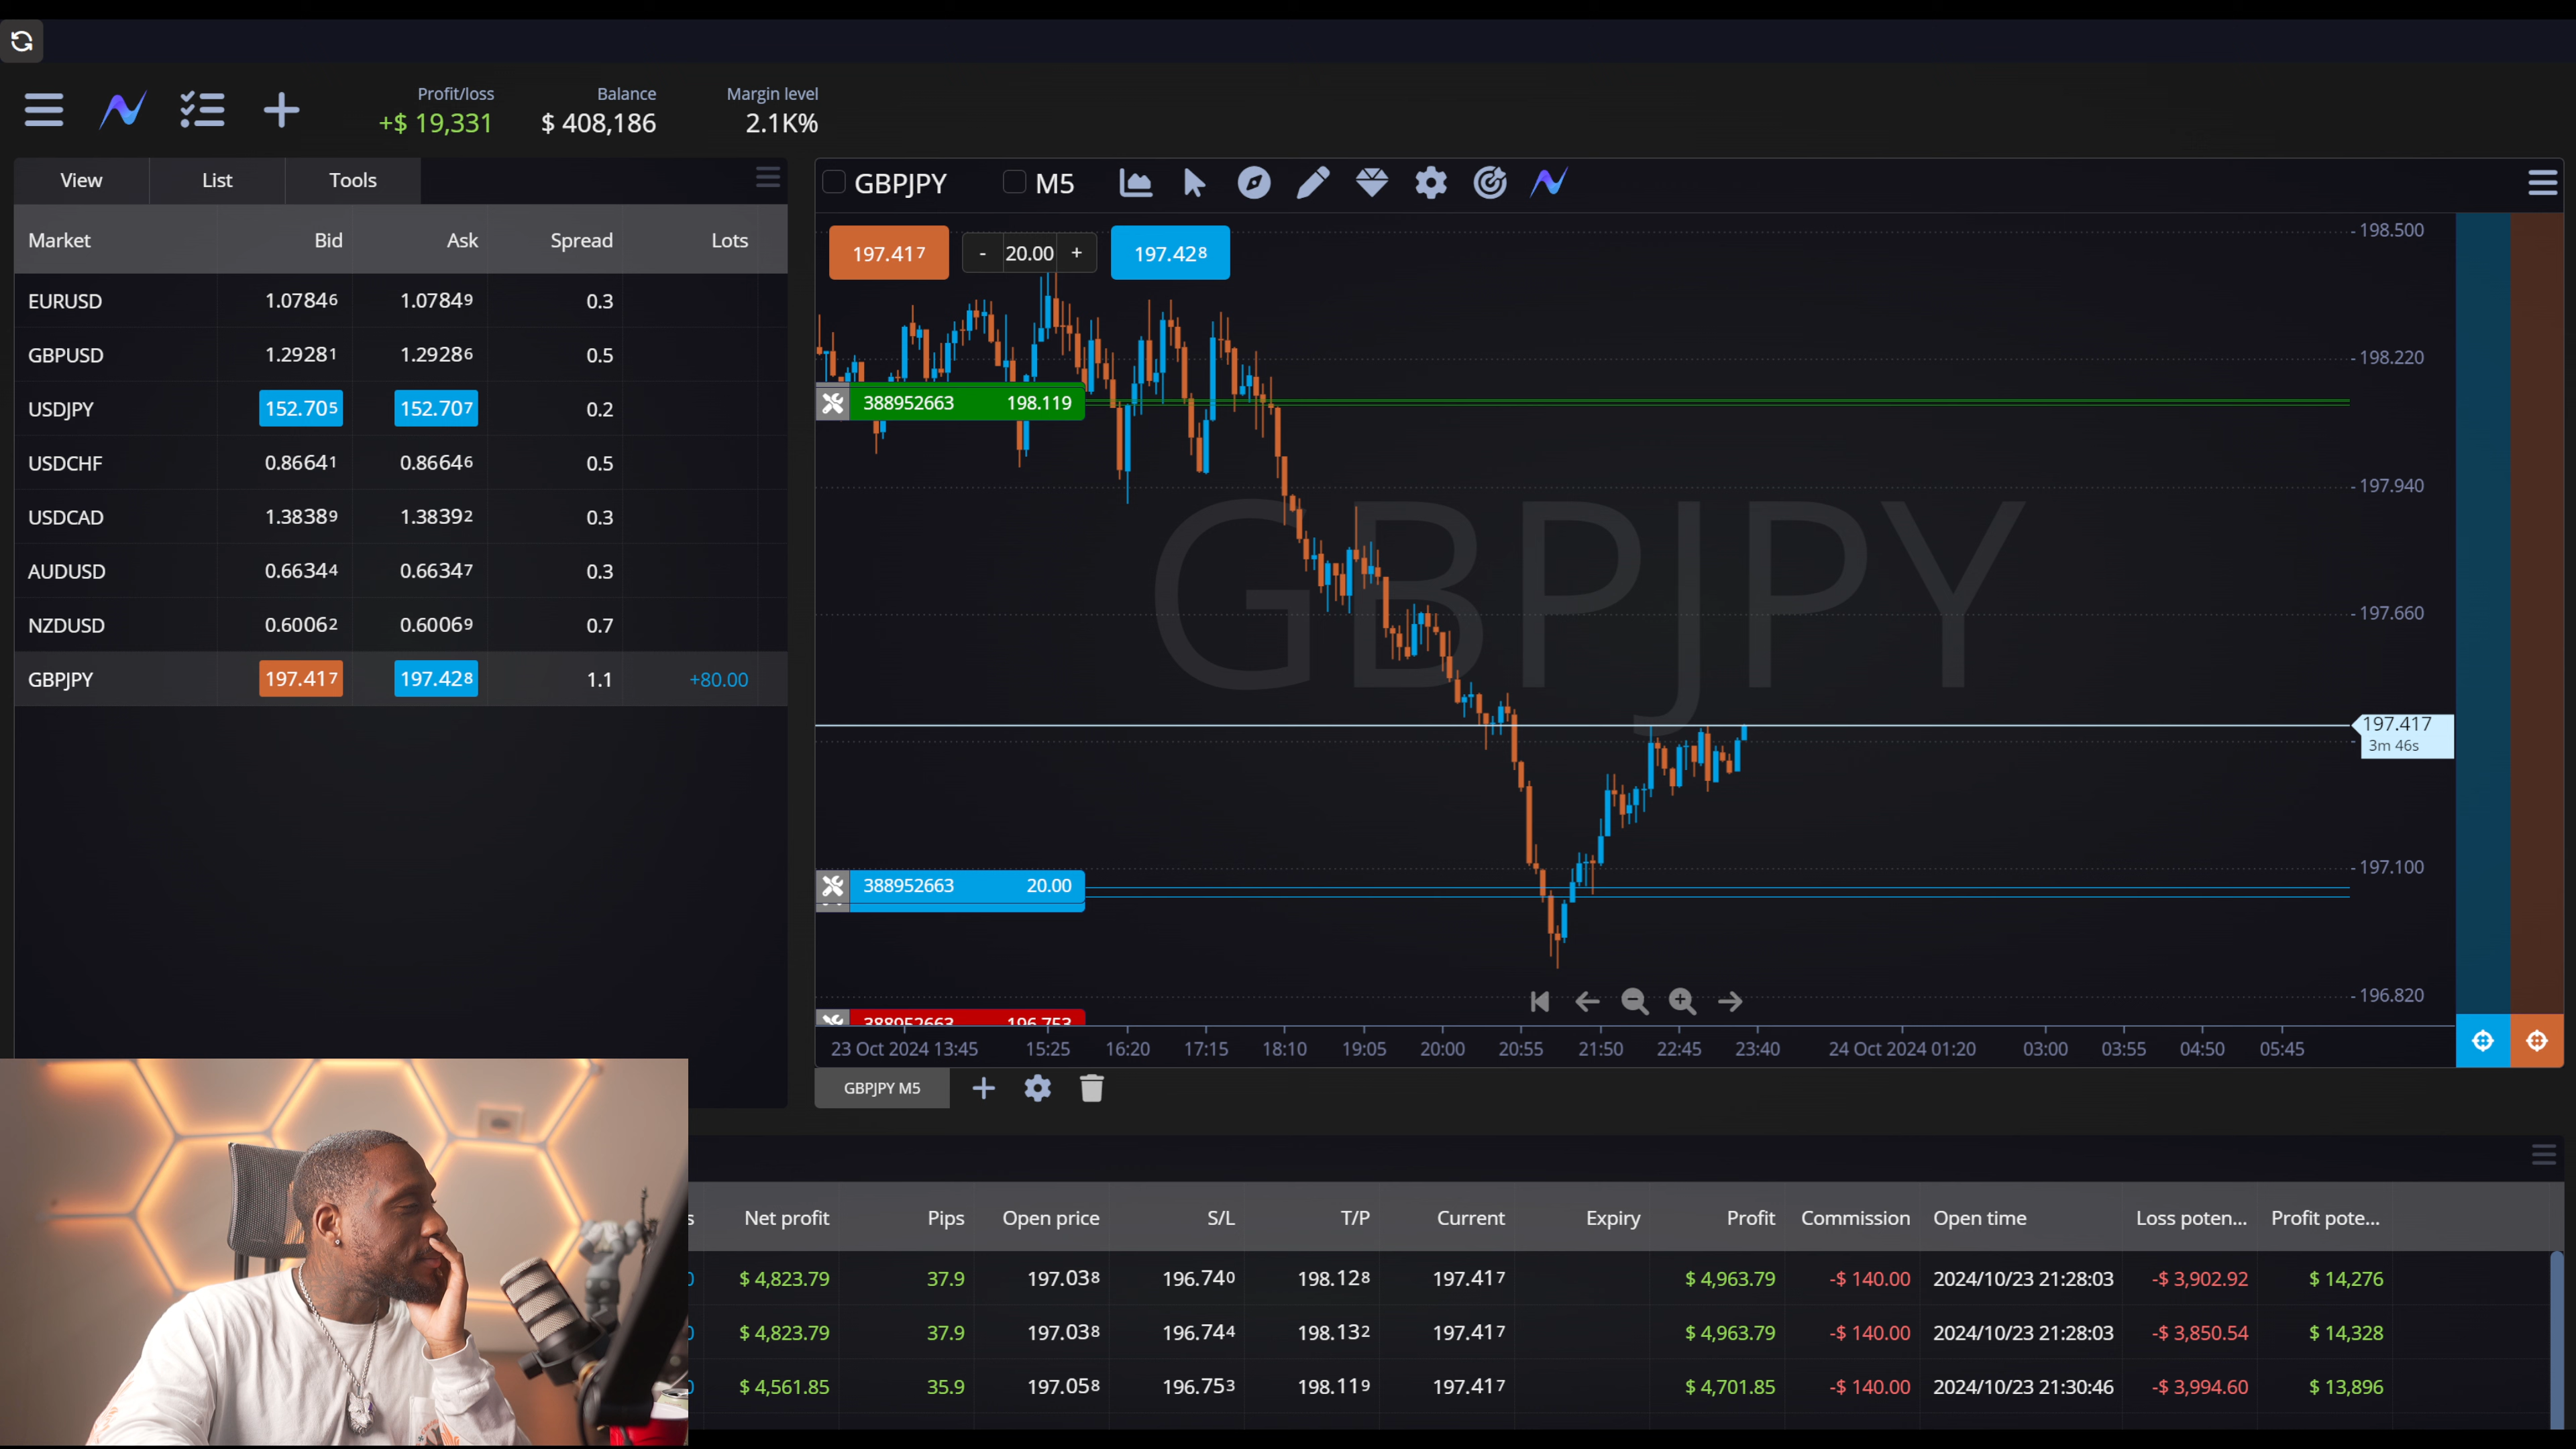 Profit/loss Balance Margin level
+$ 19,331 $ 408,186 2.1K%
View List Tools
Market Bid Ask Spread Lots
EURUSD 1.07846 1.07849 0.3
GBPUSD 1.29281 1.29286 0.5
USDJPY 152.705 152.707 0.2
USDCHF 0.86641 0.86646 0.5
USDCAD 1.38389 1.38392 0.3
AUDUSD 0.66344 0.66347 0.3
NZDUSD 0.60062 0.60069 0.7
GBPJPY 197.417 197.428 1.1 +80.00
GBPJPY M5
197.417 - 20.00 + 197.428
198.500
198.220
388952663 198.119
197.940
GBPJPY
197.660
197.417
3m 46s
197.100
388952663 20.00
196.820
388952663 196.753
23 Oct 2024 13:45 15:25 16:20 17:15 18:10 19:05 20:00 20:55 21:50 22:45 23:40 24 Oct 2024 01:20 03:00 03:55 04:50 05:45
GBPJPY M5
s Net profit Pips Open price S/L T/P Current Expiry Profit Commission Open time Loss poten... Profit pote...
0 $ 4,823.79 37.9 197.038 196.740 198.128 197.417 $ 4,963.79 -$ 140.00 2024/10/23 21:28:03 -$ 3,902.92 $ 14,276
0 $ 4,823.79 37.9 197.038 196.744 198.132 197.417 $ 4,963.79 -$ 140.00 2024/10/23 21:28:03 -$ 3,850.54 $ 14,328
0 $ 4,561.85 35.9 197.058 196.753 198.119 197.417 $ 4,701.85 -$ 140.00 2024/10/23 21:30:46 -$ 3,994.60 $ 13,896